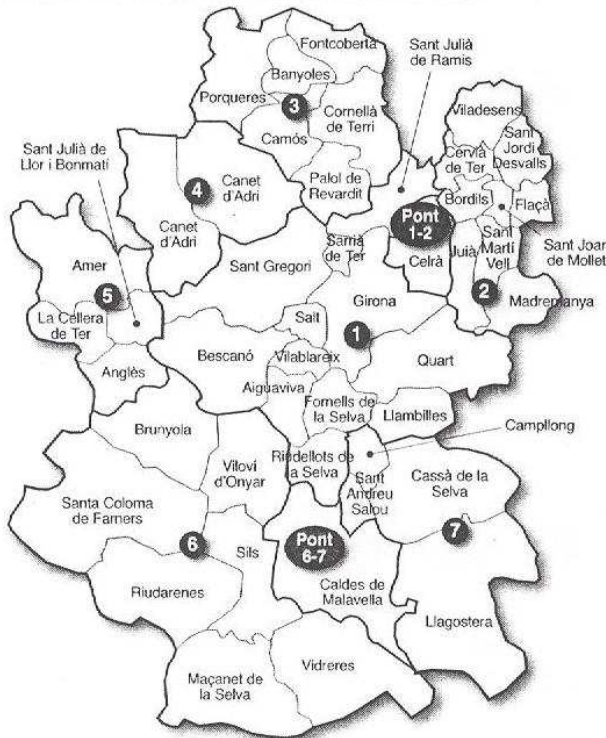 Fontcoberta
Sant Julià
de Ramis
Banyoles
Porqueres
3
Cornellà
de Terri
Viladesens
Sant
Jordi
Desvalls
Sant Julià de
Llor i Bonmatí
Camós
Cervià
de Ter
4
Canet
d'Adri
Palol de
Revardit
Bordils
Flaçà
Pont
1-2
Canet
d'Adri
Sarrià
de Ter
Sant
Martí
Vell
Sant Joan
de Mollet
Amer
Sant Gregori
Celrà
Juià
5
2
Madremanya
La Cellera
de Ter
Girona
Salt
1
Bescanó
Vilablareix
Quart
Anglès
Aiguaviva
Fornells de
la Selva
Llambilles
Brunyola
Campllong
Riudellots de
la Selva
Vilovi
d'Onyar
Sant
Andreu
Salou
Cassà de la
Selva
Santa Coloma
de Farners
6
Sils
Pont
6-7
7
Riudarenes
Caldes de
Malavella
Llagostera
Maçanet de
la Selva
Vidreres